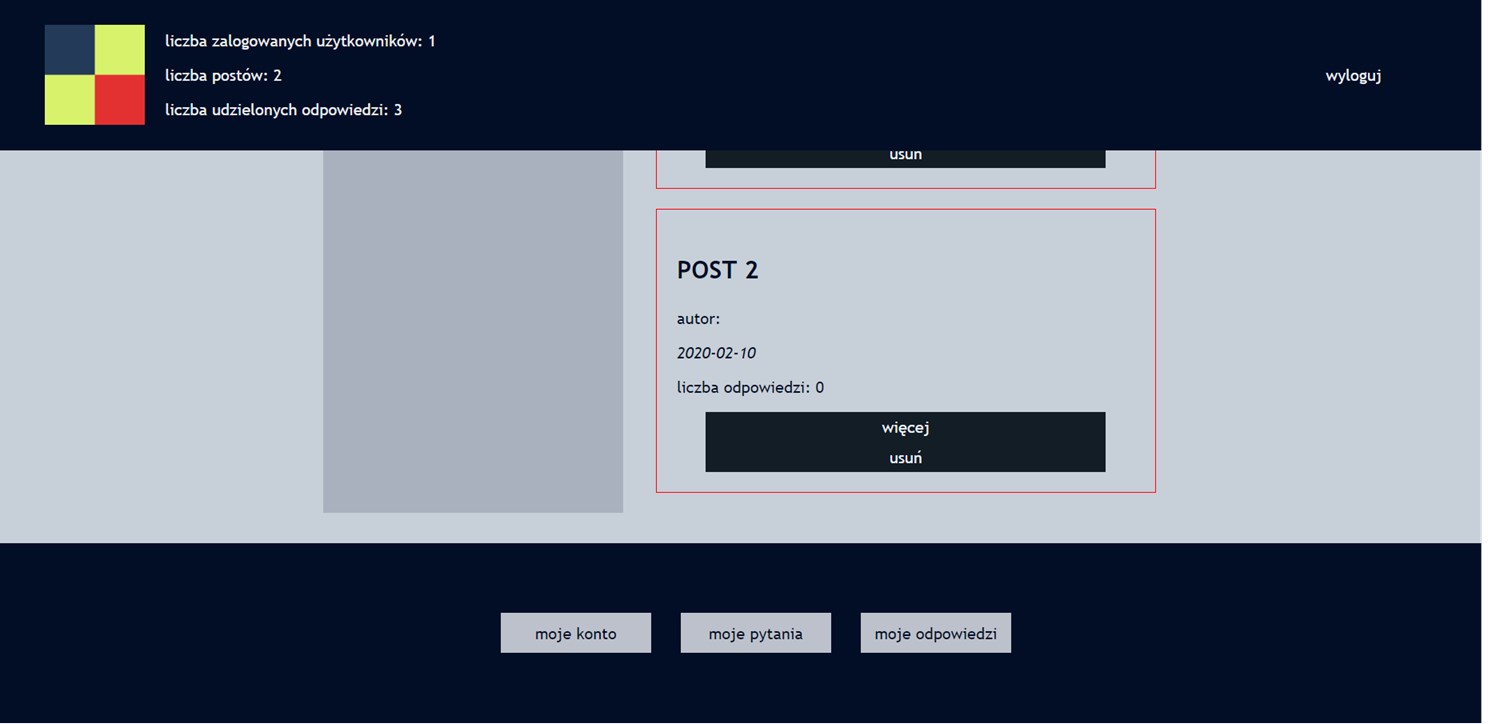 liczba zalogowanych użytkowników: 1
liczba postów: 2
liczba udzielonych odpowiedzi: 3
wyloguj
usuń
POST 2
autor:
2020-02-10
liczba odpowiedzi: 0
więcej
usuń
moje konto
moje pytania
moje odpowiedzi